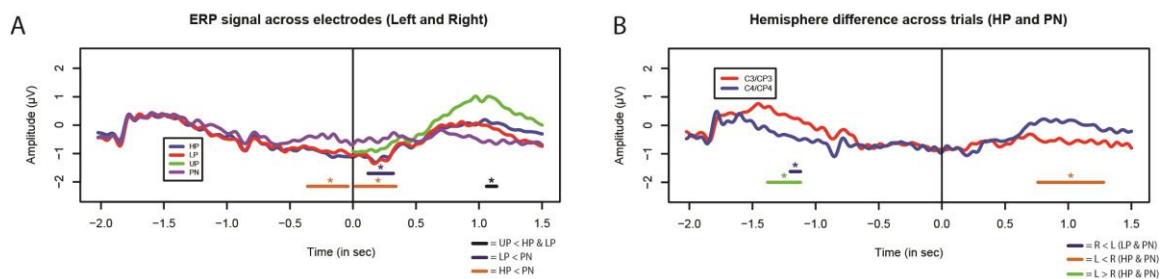 A
ERP signal across electrodes (Left and Right)
Amplitude (µV)
2
1
0
−1
−2
HP
LP
UP
PN
*
*
*
*
−2.0
−1.5
−1.0
−0.5
0.0
0.5
1.0
1.5
Time (in sec)
= UP < HP & LP
= LP < PN
= HP < PN
B
Hemisphere difference across trials (HP and PN)
Amplitude (µV)
2
1
0
−1
−2
C3/CP3
C4/CP4
*
*
*
−2.0
−1.5
−1.0
−0.5
0.0
0.5
1.0
1.5
Time (in sec)
= R < L (LP & PN)
= L < R (HP & PN)
= L > R (HP & PN)